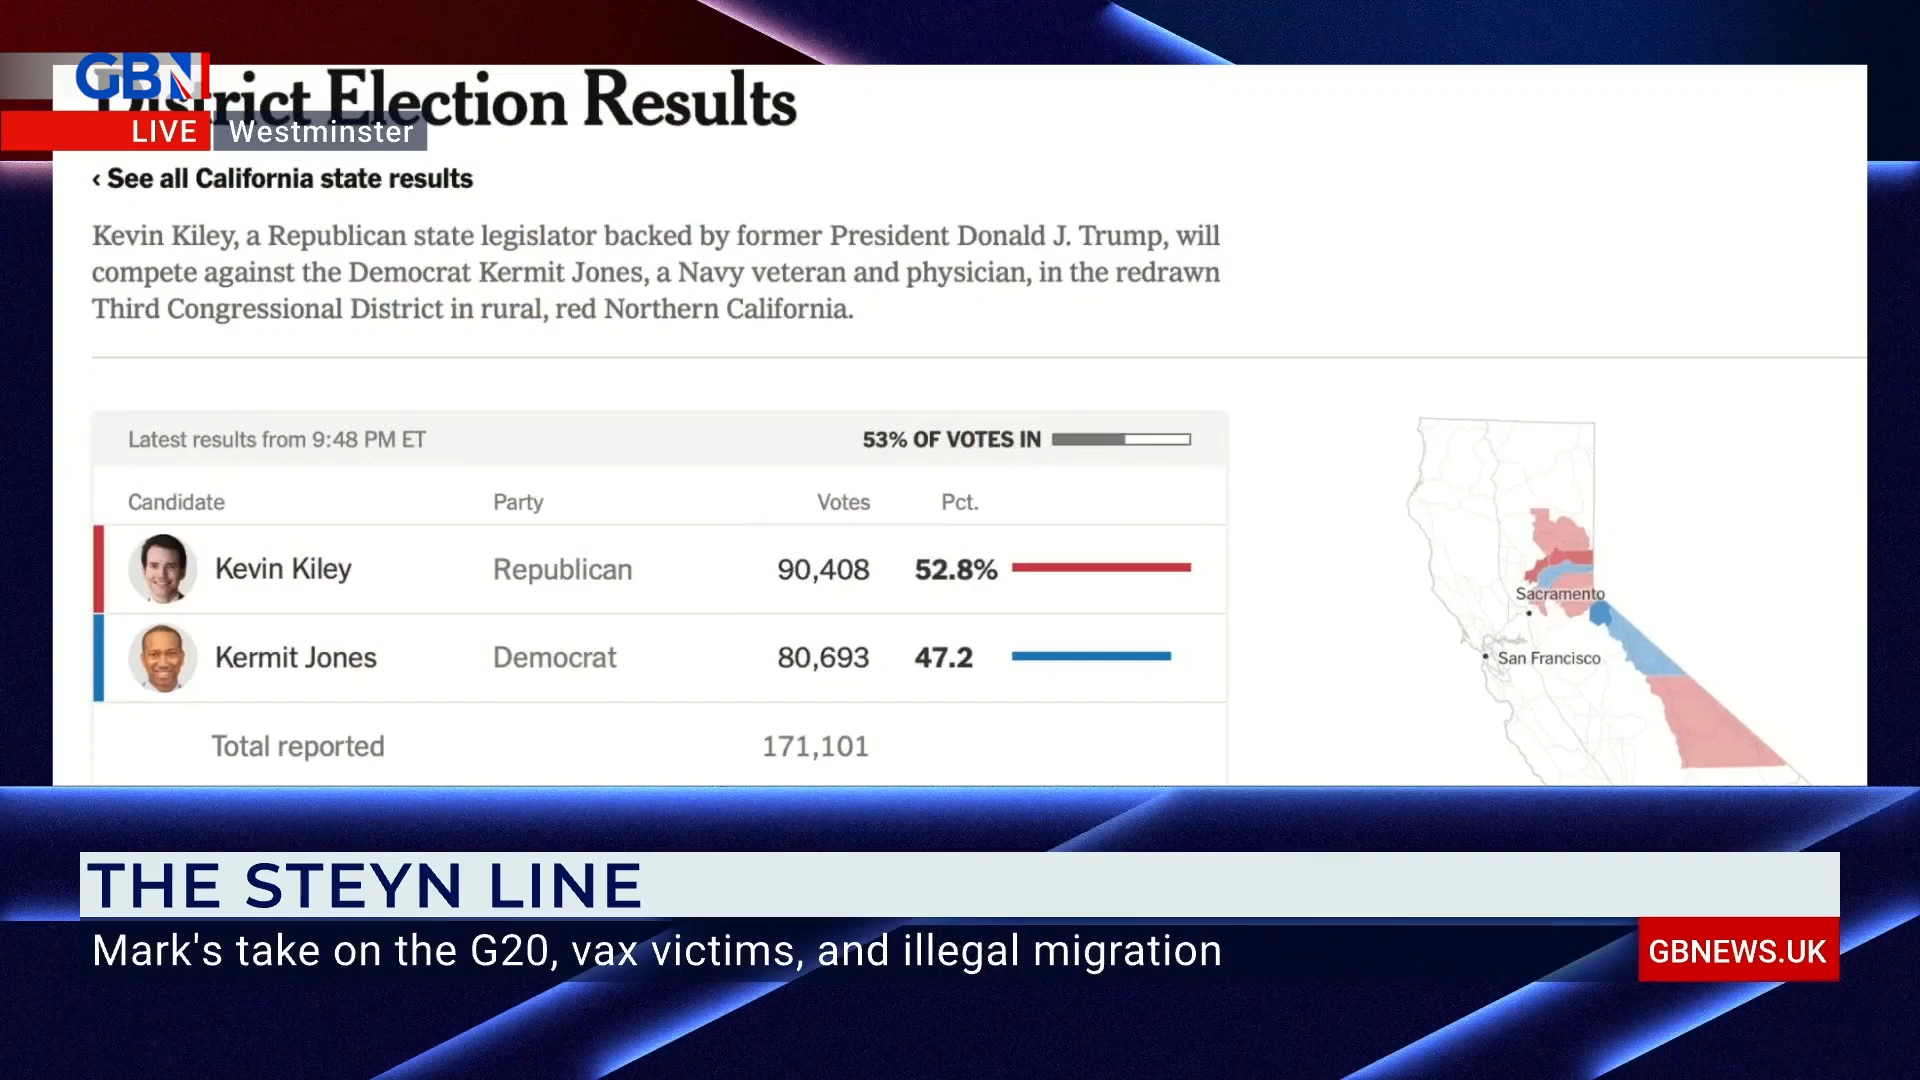 GBN
District Election Results
LIVE
Westminster
‹ See all California state results
Kevin Kiley, a Republican state legislator backed by former President Donald J. Trump, will
compete against the Democrat Kermit Jones, a Navy veteran and physician, in the redrawn
Third Congressional District in rural, red Northern California.
Latest results from 9:48 PM ET
53% OF VOTES IN
Candidate Party Votes Pct.
Kevin Kiley Republican 90,408 52.8%
Kermit Jones Democrat 80,693 47.2
Total reported 171,101
Sacramento
San Francisco
THE STEYN LINE
Mark's take on the G20, vax victims, and illegal migration
GBNEWS.UK